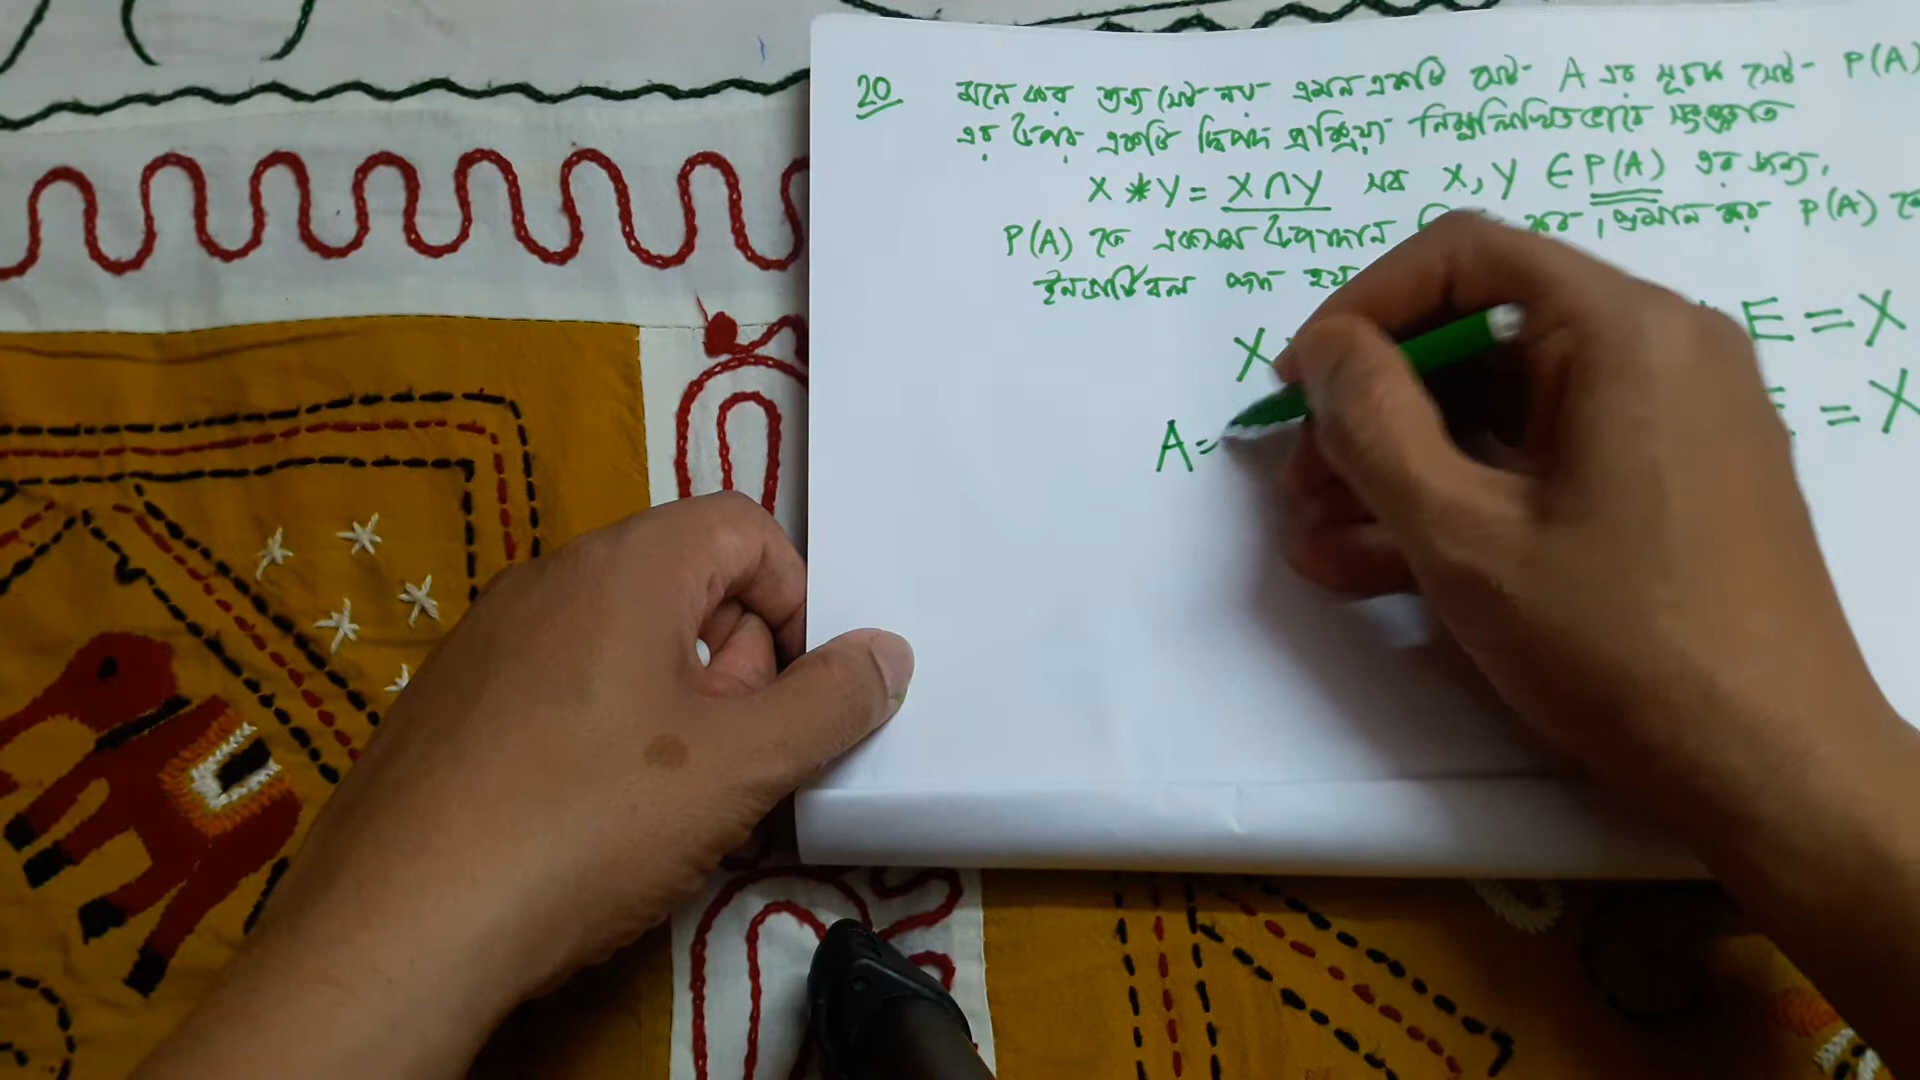 20 মনে কর শূন্য সেট নয় এমন একটি সেট A এর সূচক সেট P(A)
এর উপর একটি দ্বিপদ প্রক্রিয়া নিম্নলিখিতভাবে সংজ্ঞায়িত
X * Y = X ∩ Y সব X, Y ∈ P(A) এর জন্য,
P(A) তে একসম উপাদান কর, প্রমান কর P(A) তে
ইনভার্টিবল
X E = X
A = = X